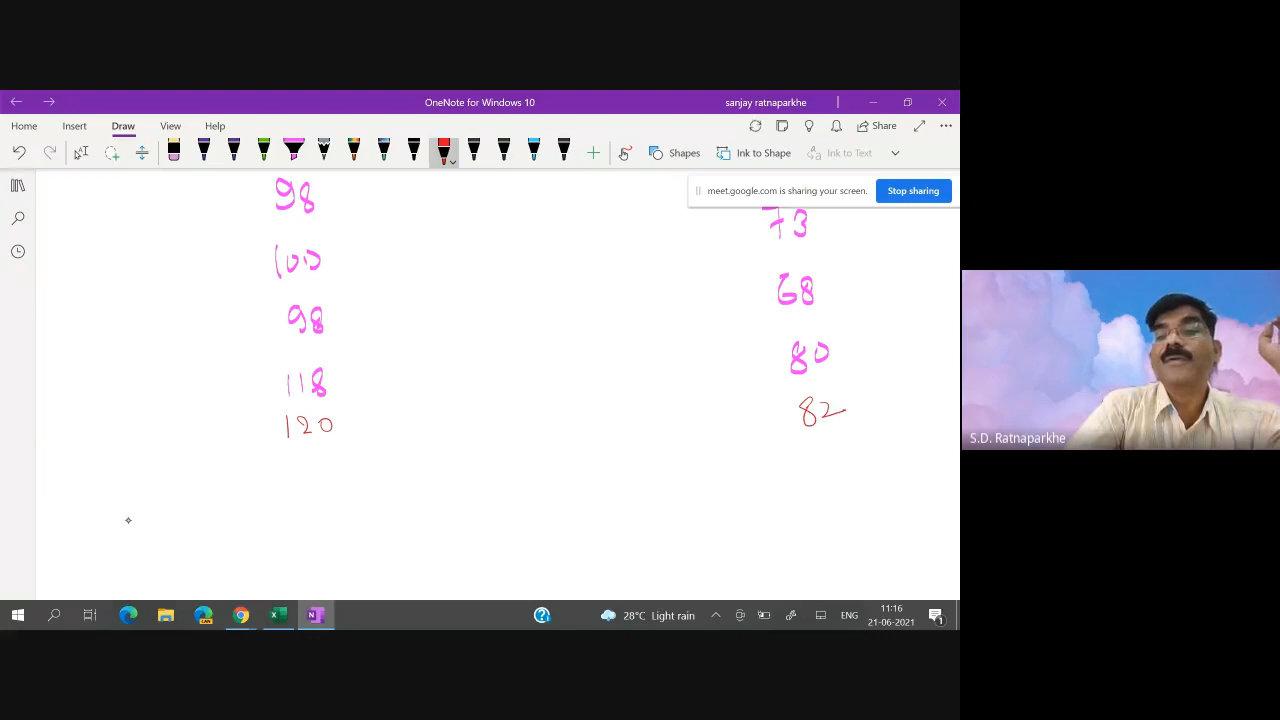 OneNote for Windows 10
sanjay ratnaparkhe
Home Insert Draw View Help
Share
Shapes Ink to Shape Ink to Text
meet.google.com is sharing your screen. Stop sharing
98
73
100
68
98
80
118
82
120
S.D. Ratnaparkhe
28°C Light rain
ENG
11:16
21-06-2021
1